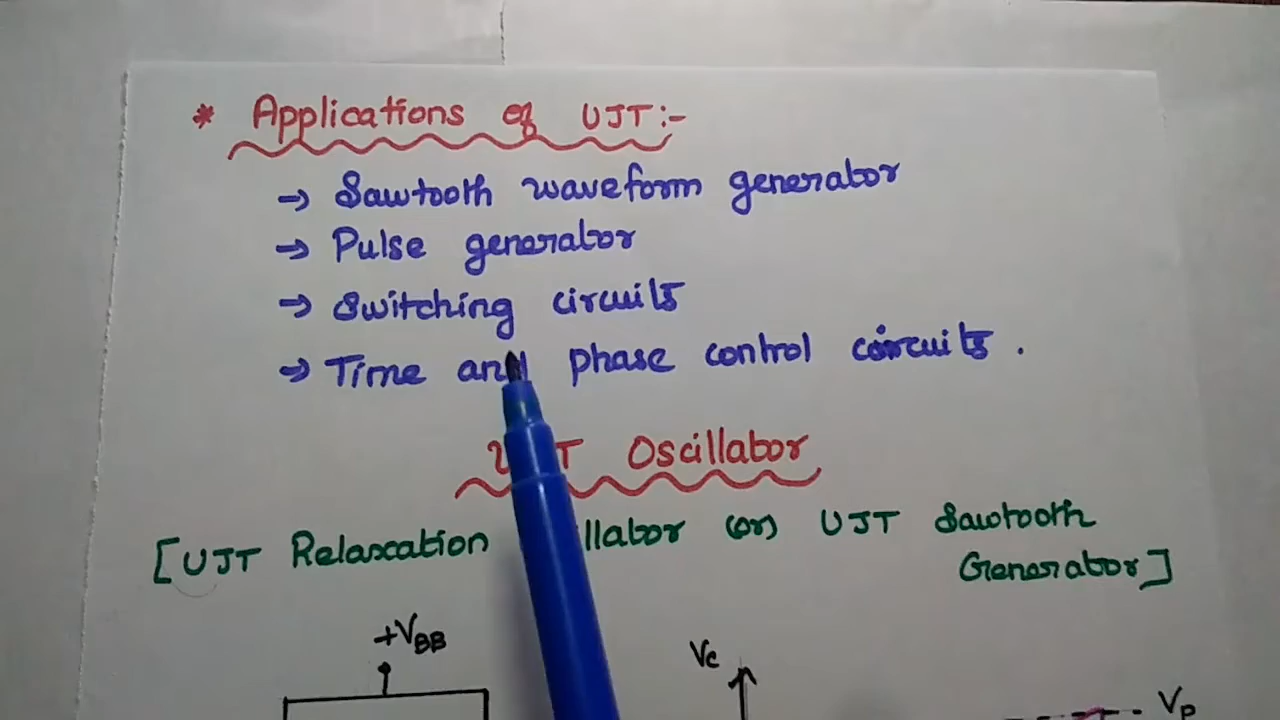 * Applications of UJT:-
→ Sawtooth waveform generator
→ Pulse generator
→ Switching circuits
→ Time and phase control circuits.
Oscillator
[UJT Relaxation or UJT Sawtooth
Generator]
+VBB
Vc
Vp